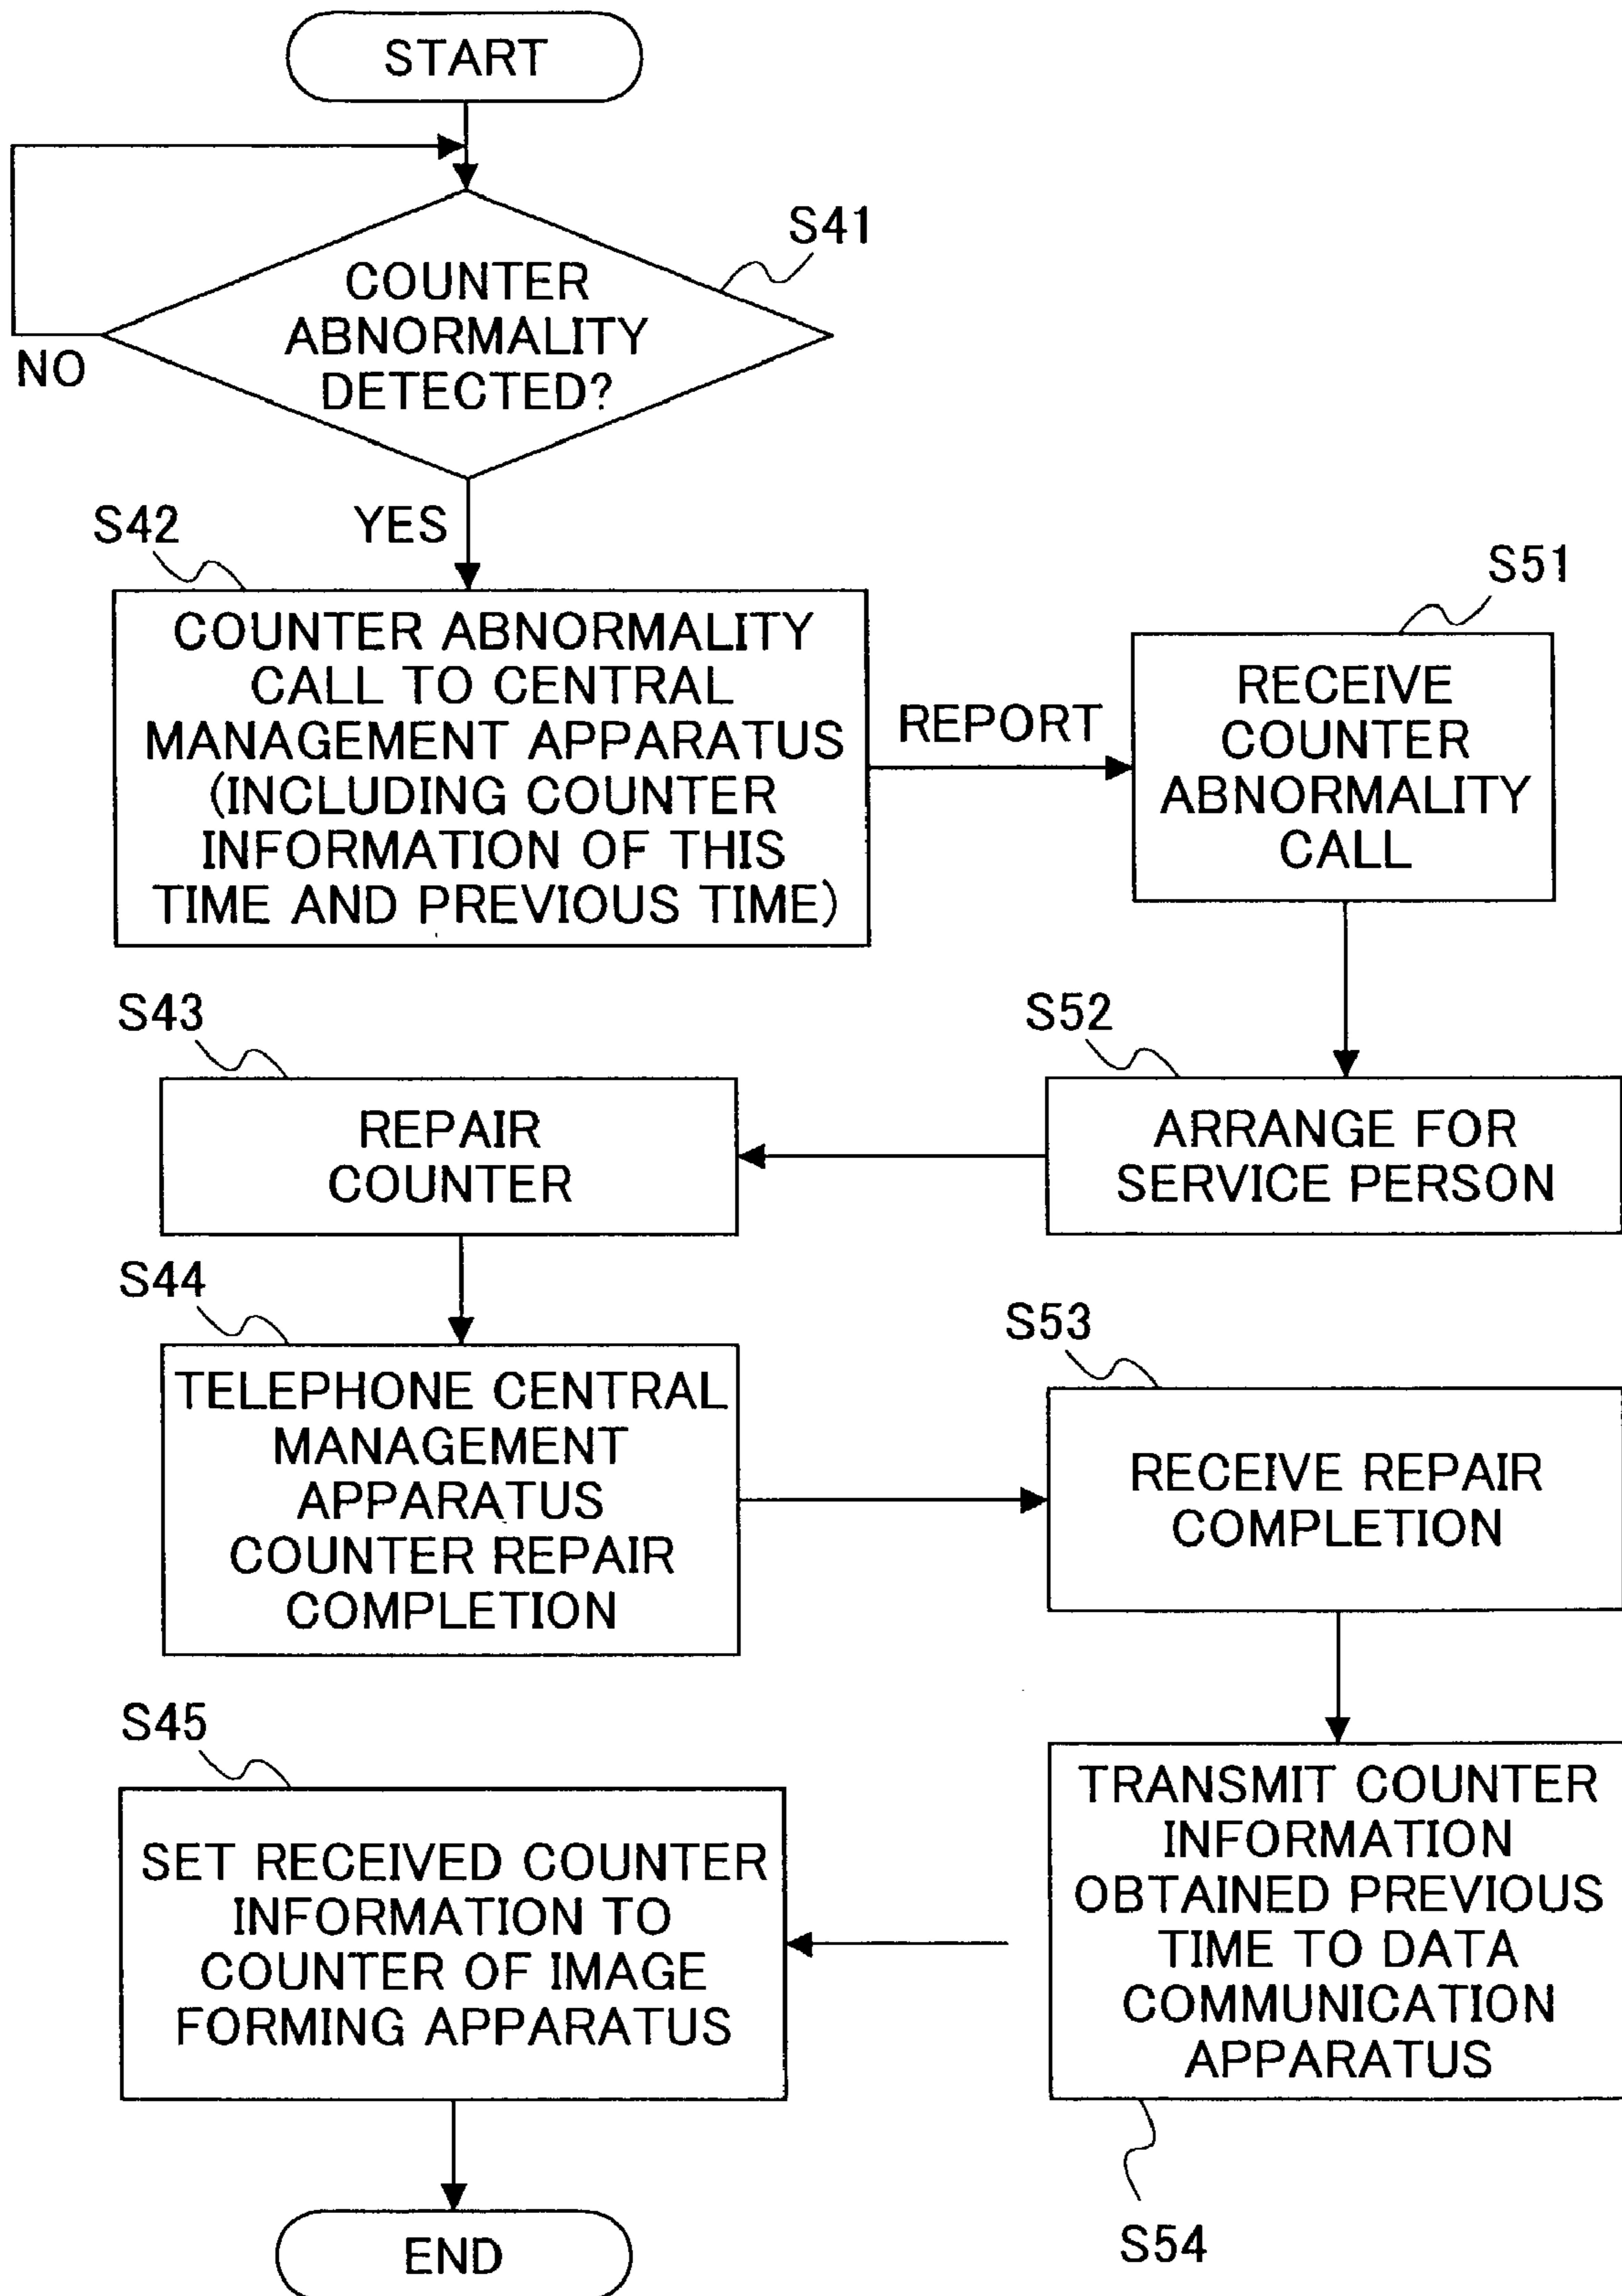 START
S41
COUNTER
ABNORMALITY
DETECTED?
NO
YES
S42
COUNTER ABNORMALITY
CALL TO CENTRAL
MANAGEMENT APPARATUS
(INCLUDING COUNTER
INFORMATION OF THIS
TIME AND PREVIOUS TIME)
REPORT
S51
RECEIVE
COUNTER
ABNORMALITY
CALL
S52
ARRANGE FOR
SERVICE PERSON
S43
REPAIR
COUNTER
S44
TELEPHONE CENTRAL
MANAGEMENT
APPARATUS
COUNTER REPAIR
COMPLETION
S53
RECEIVE REPAIR
COMPLETION
TRANSMIT COUNTER
INFORMATION
OBTAINED PREVIOUS
TIME TO DATA
COMMUNICATION
APPARATUS
S54
S45
SET RECEIVED COUNTER
INFORMATION TO
COUNTER OF IMAGE
FORMING APPARATUS
END